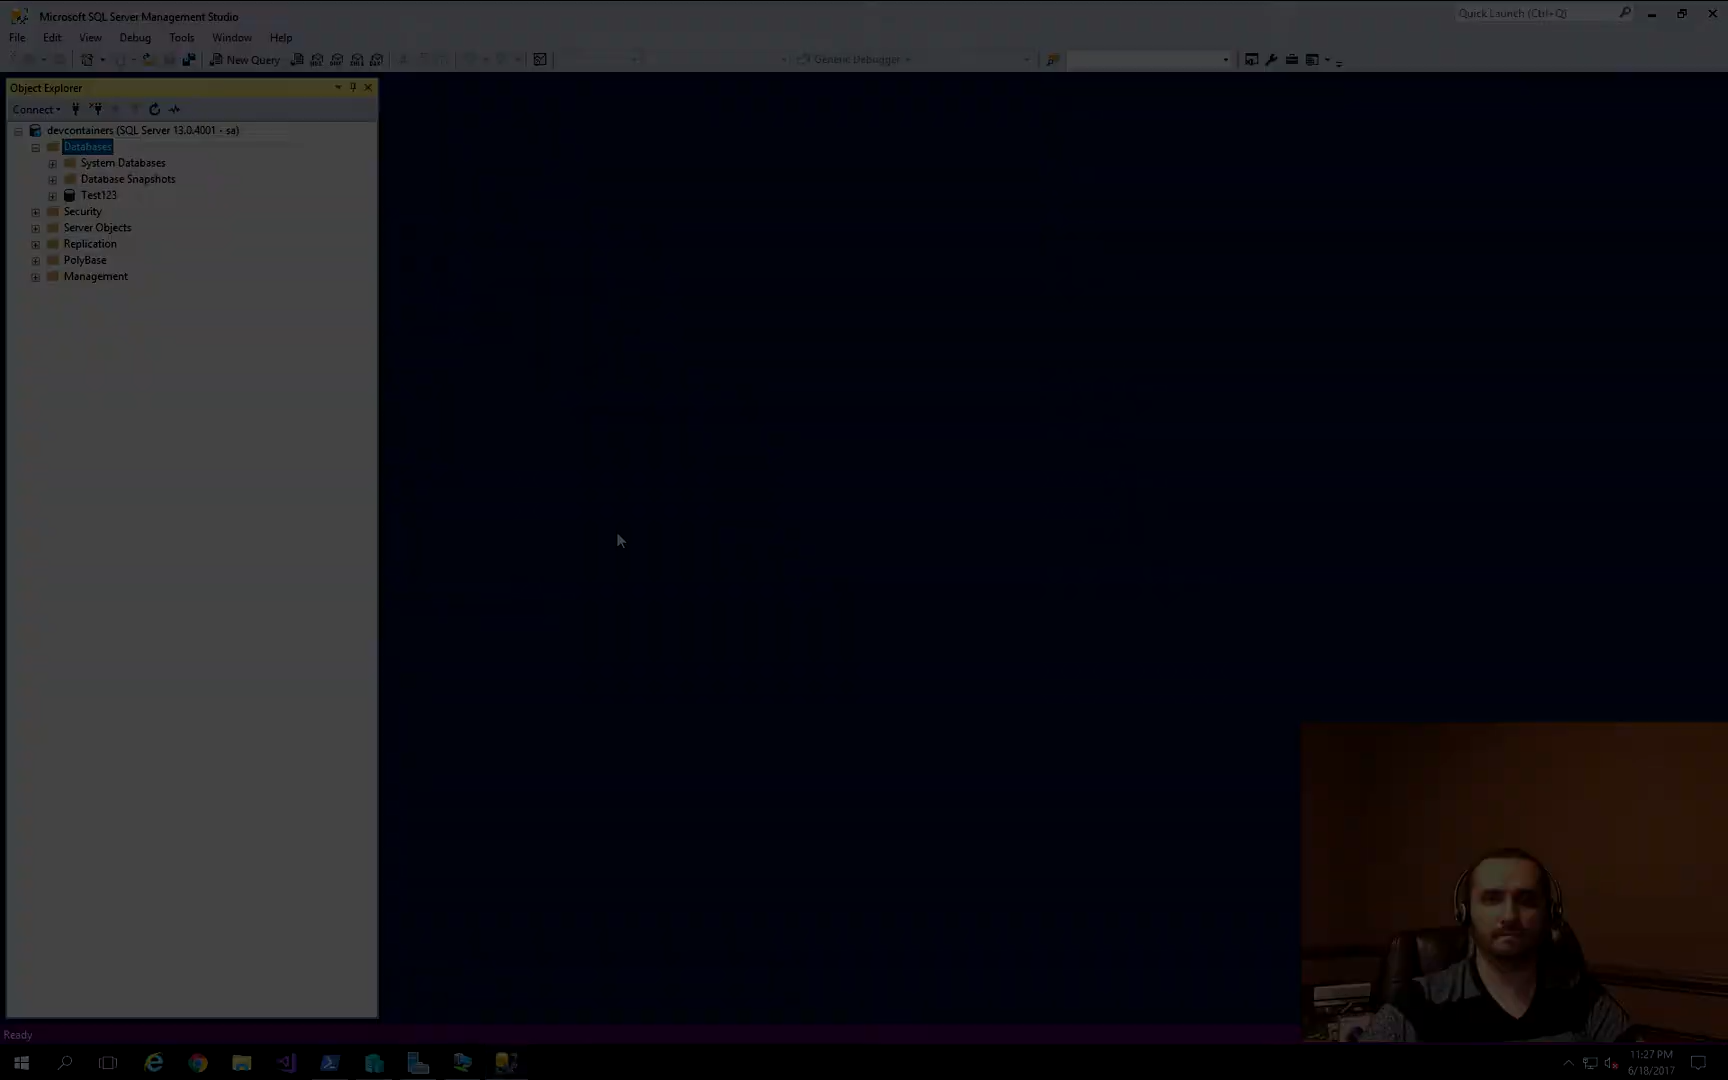 Microsoft SQL Server Management Studio
Quick Launch (Ctrl+Q)
File Edit View Debug Tools Window Help
New Query
Generic Debugger
Object Explorer
Connect
devcontainers (SQL Server 13.0.4001 - sa)
Databases
System Databases
Database Snapshots
Test123
Security
Server Objects
Replication
PolyBase
Management
Ready
11:27 PM
6/18/2017